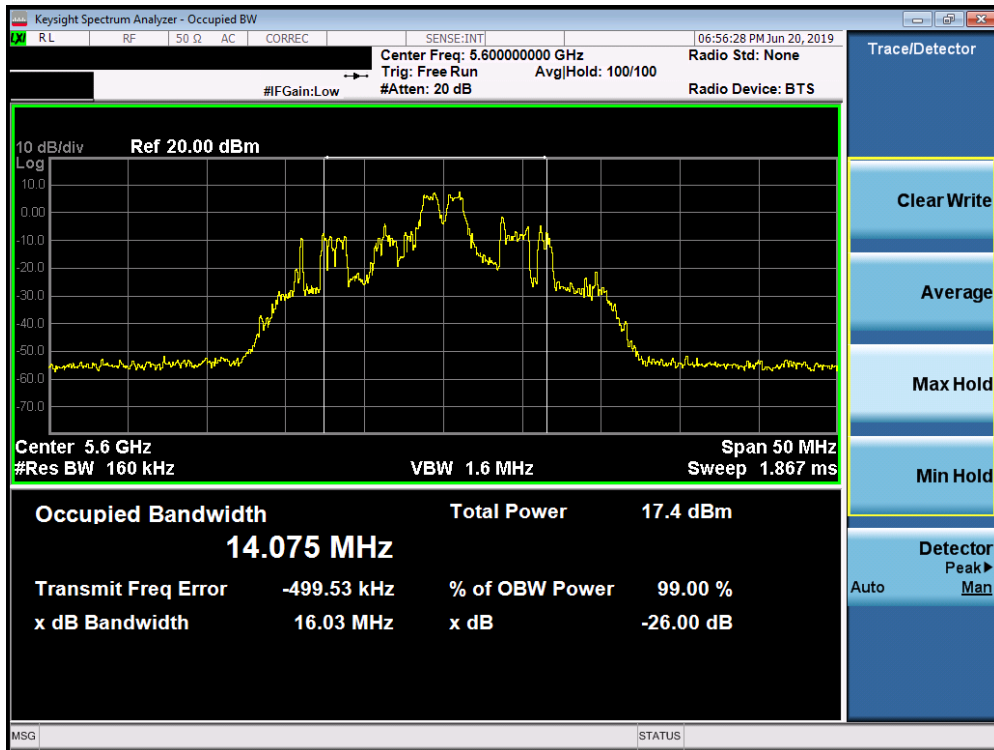 Keysight Spectrum Analyzer - Occupied BW
LXI RL RF 50 Ω AC CORREC SENSE:INT 06:56:28 PM Jun 20, 2019
Center Freq: 5.600000000 GHz Radio Std: None
Trig: Free Run Avg|Hold: 100/100
#IFGain:Low #Atten: 20 dB Radio Device: BTS
10 dB/div Ref 20.00 dBm
Log
10.0
0.00
-10.0
-20.0
-30.0
-40.0
-50.0
-60.0
-70.0
Center 5.6 GHz Span 50 MHz
#Res BW 160 kHz VBW 1.6 MHz Sweep 1.867 ms
Occupied Bandwidth Total Power 17.4 dBm
14.075 MHz
Transmit Freq Error -499.53 kHz % of OBW Power 99.00 %
x dB Bandwidth 16.03 MHz x dB -26.00 dB
MSG STATUS
Trace/Detector
Clear Write
Average
Max Hold
Min Hold
Detector
Peak
Auto Man